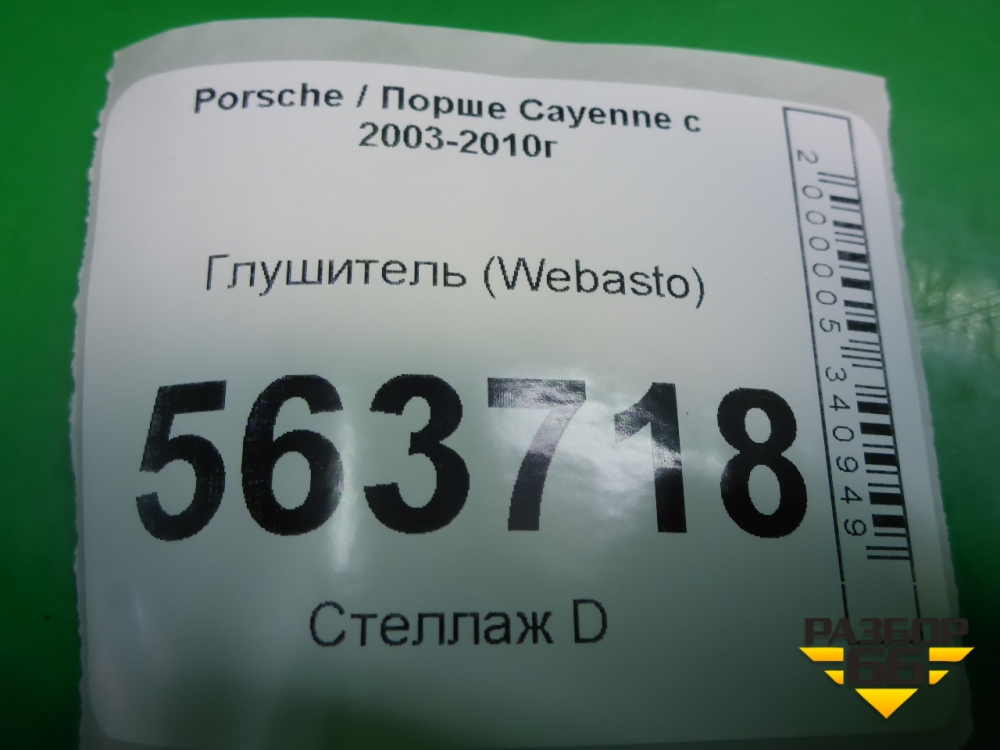 Porsche / Порше Cayenne с
2003-2010г
Глушитель (Webasto)
563718
Стеллаж D
2000005340949
РАЗБОР
66